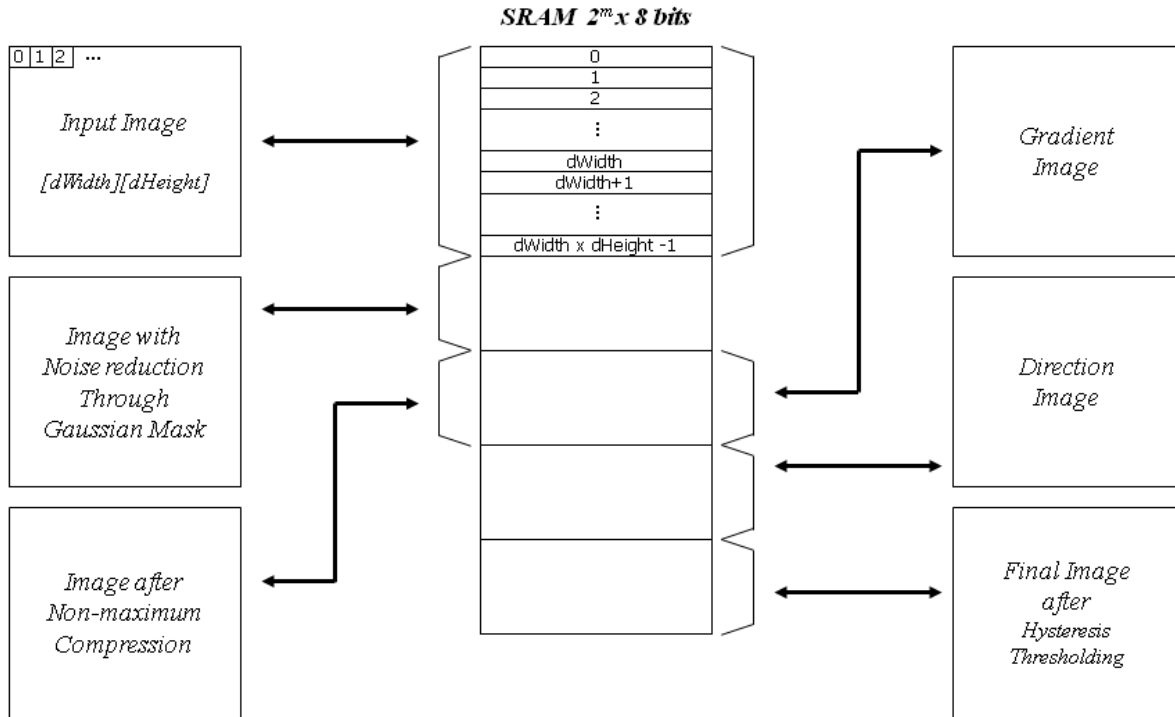 SRAM 2^m x 8 bits
0 1 2 ...
Input Image
[dWidth][dHeight]
Image with
Noise reduction
Through
Gaussian Mask
Image after
Non-maximum
Compression
0
1
2
⋮
dWidth
dWidth+1
⋮
dWidth x dHeight -1
Gradient
Image
Direction
Image
Final Image
after
Hysteresis
Thresholding